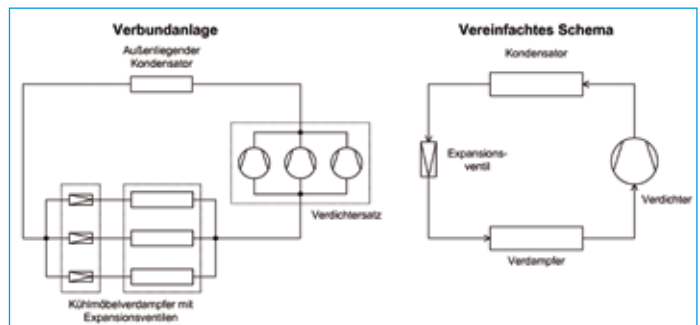 Verbundanlage
Außenliegender
Kondensator
Verdichtersatz
Kühlmöbelverdampfer mit
Expansionsventilen
Vereinfachtes Schema
Kondensator
Expansions-
ventil
Verdichter
Verdampfer